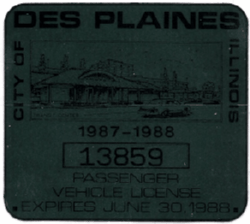 CITY OF
DES PLAINES
ILLINOIS
1987-1988
13859
PASSENGER
VEHICLE LICENSE
•EXPIRES JUNE 30,1988•